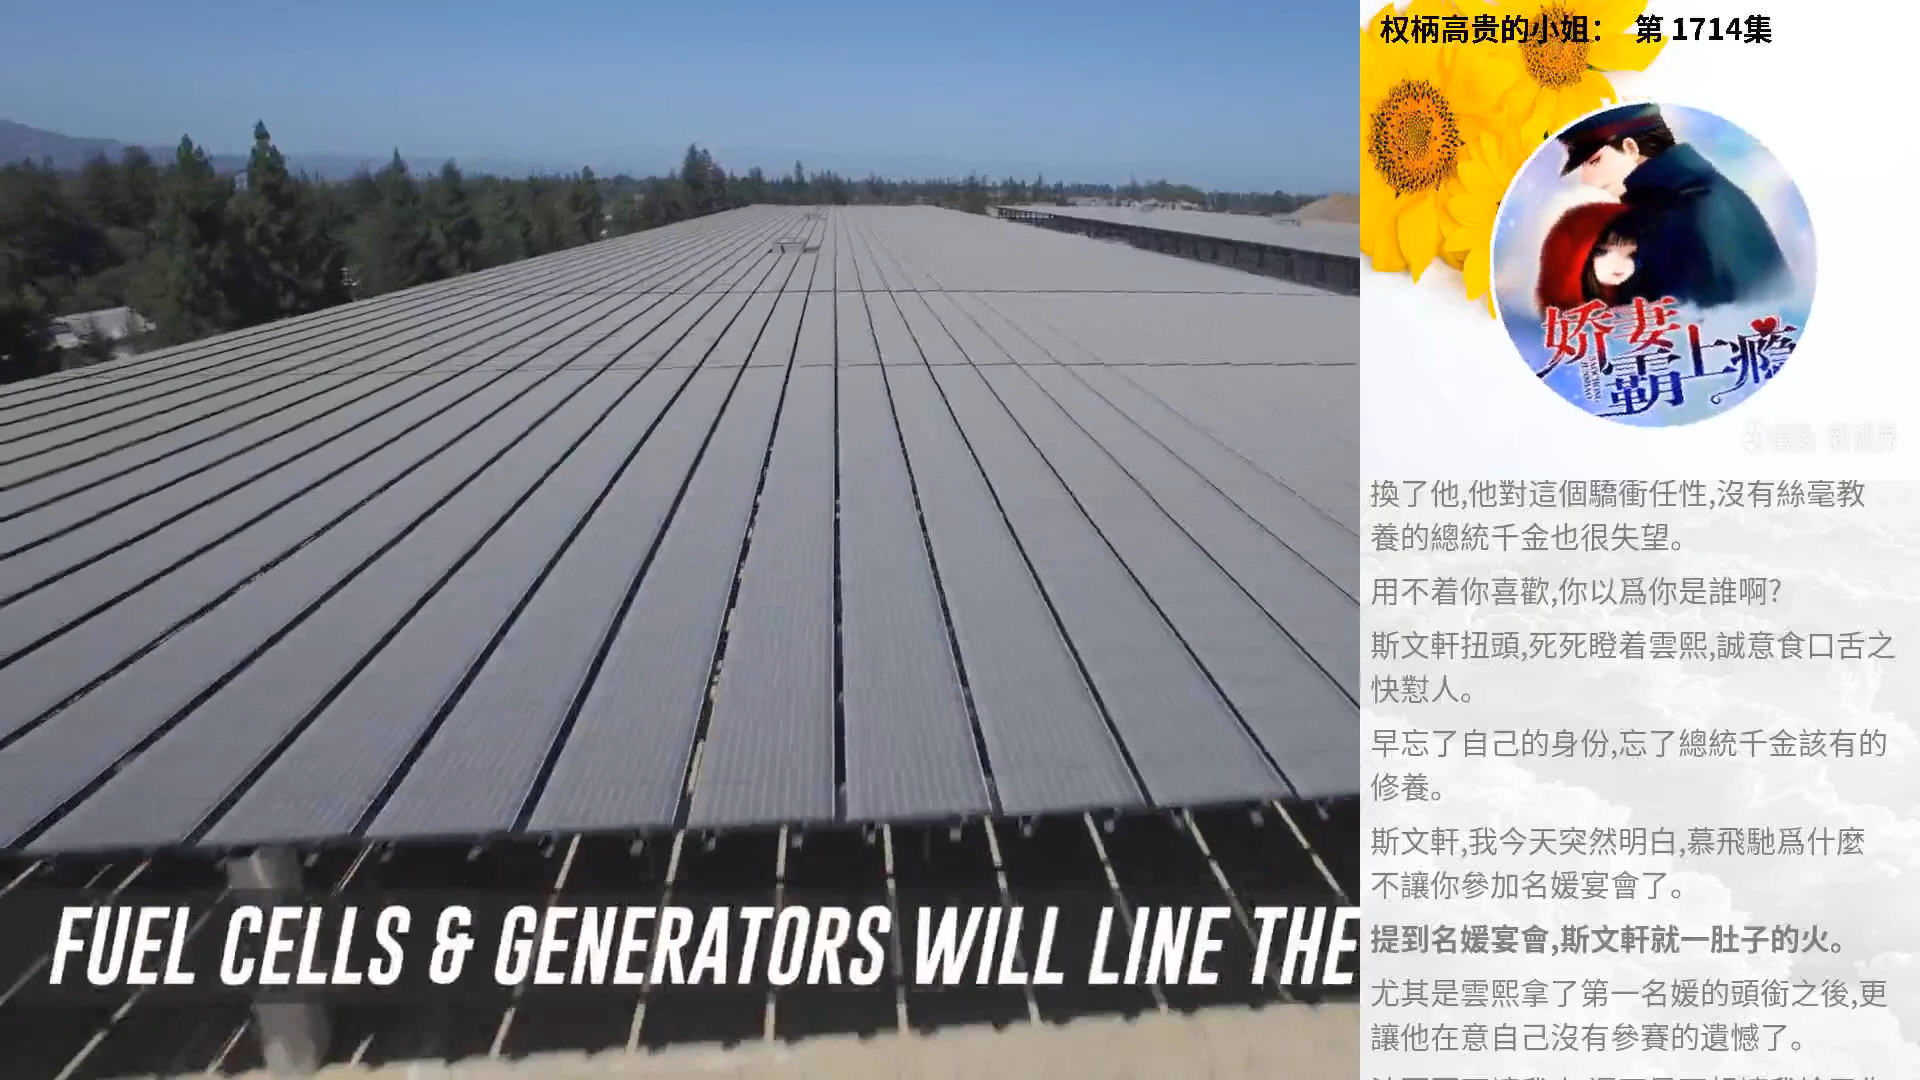 权柄高贵的小姐： 第 1714集
娇妻
霸上瘾
換了他,他對這個驕衝任性,沒有絲毫教
養的總統千金也很失望。
用不着你喜歡,你以爲你是誰啊?
斯文軒扭頭,死死瞪着雲熙,誠意食口舌之
快懟人。
早忘了自己的身份,忘了總統千金該有的
修養。
斯文軒,我今天突然明白,慕飛馳爲什麼
不讓你參加名媛宴會了。
提到名媛宴會,斯文軒就一肚子的火。
尤其是雲熙拿了第一名媛的頭銜之後,更
讓他在意自己沒有參賽的遺憾了。
FUEL CELLS & GENERATORS WILL LINE THE